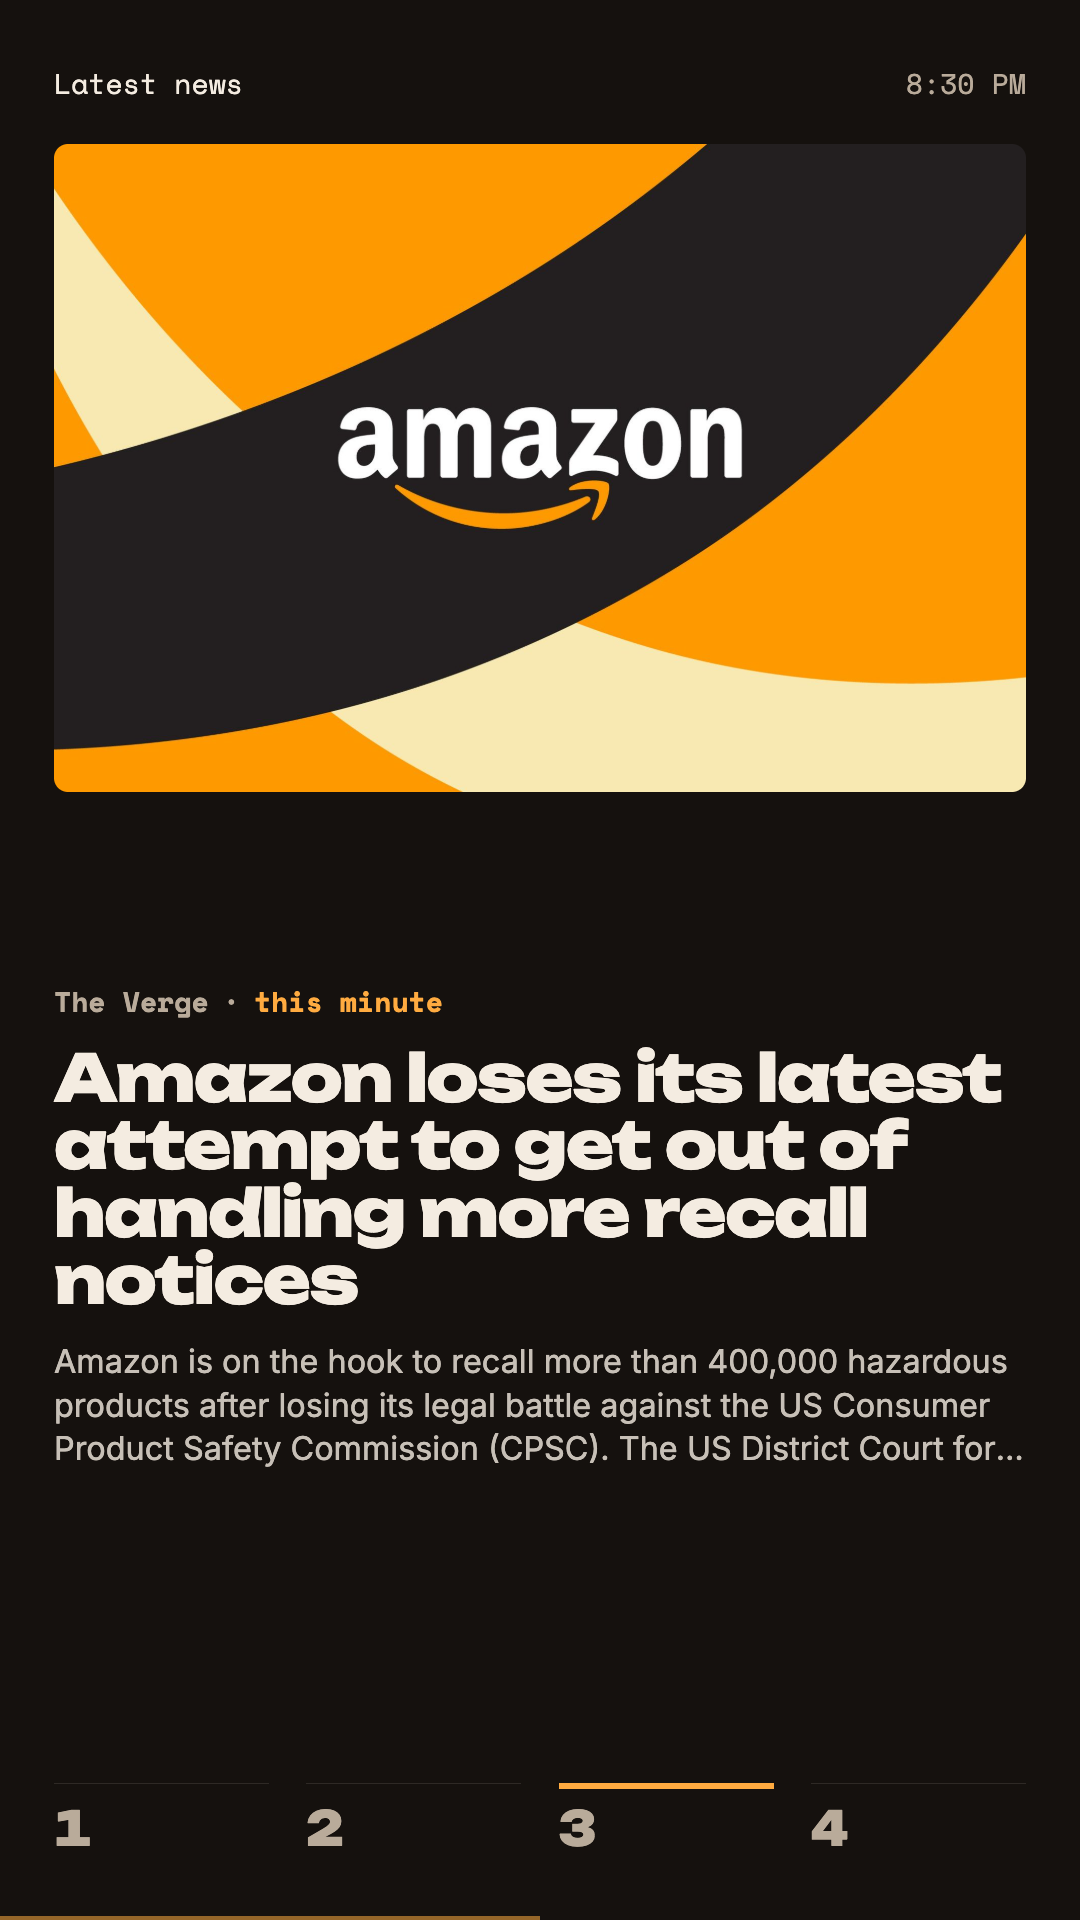 Latest news
8:30 PM
amazon
The Verge · this minute
Amazon loses its latest
attempt to get out of
handling more recall
notices
Amazon is on the hook to recall more than 400,000 hazardous
products after losing its legal battle against the US Consumer
Product Safety Commission (CPSC). The US District Court for...
1
2
3
4